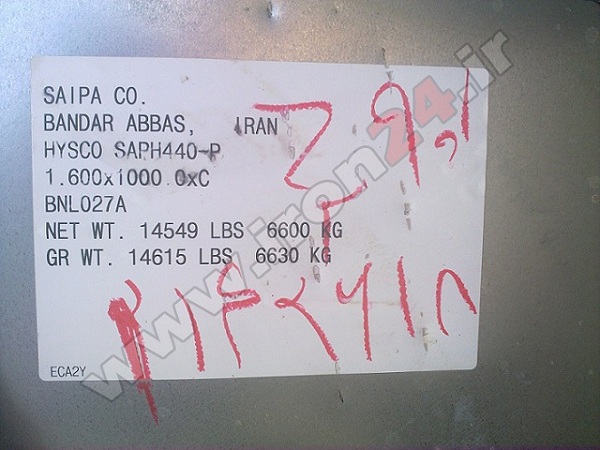 SAIPA CO.
BANDAR ABBAS, IRAN
HYSCO SAPH440-P
1.600x1000.0xC
BNL027A
NET WT. 14549 LBS 6600 KG
GR WT. 14615 LBS 6630 KG
ECA2Y
www.iron24.ir